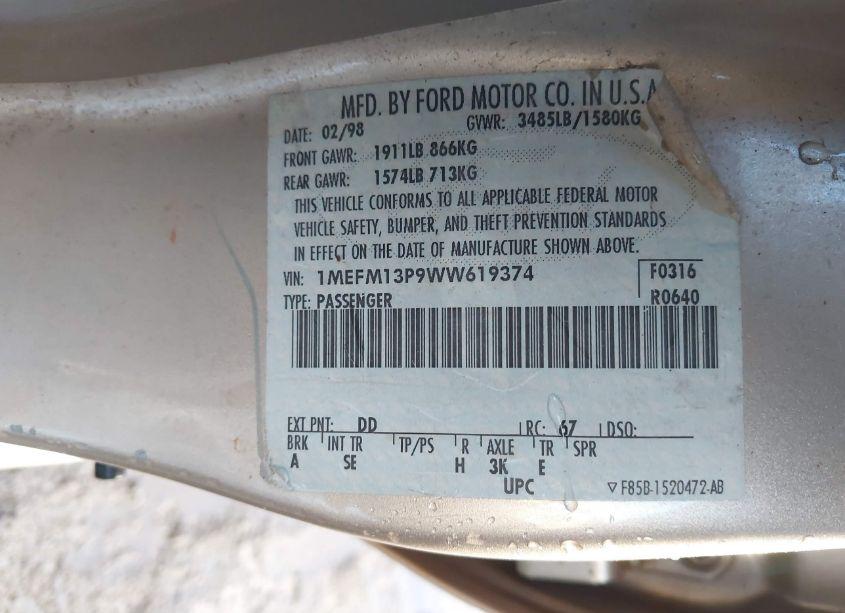 MFD. BY FORD MOTOR CO. IN U.S.A
DATE: 02/98 GVWR: 3485LB/1580KG
FRONT GAWR: 1911LB 866KG
REAR GAWR: 1574LB 713KG
THIS VEHICLE CONFORMS TO ALL APPLICABLE FEDERAL MOTOR
VEHICLE SAFETY, BUMPER, AND THEFT PREVENTION STANDARDS
IN EFFECT ON THE DATE OF MANUFACTURE SHOWN ABOVE.
VIN: 1MEFM13P9WW619374 F0316
TYPE: PASSENGER R0640
EXT PNT: DD RC: 67 DSO:
BRK INT TR TP/PS R AXLE TR SPR
A SE H 3K E
UPC ▽ F85B-1520472-AB